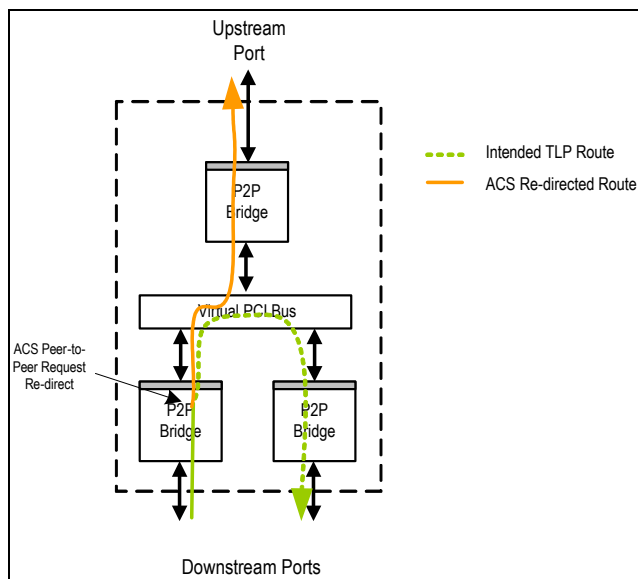 Upstream
Port
Intended TLP Route
ACS Re-directed Route
P2P
Bridge
Virtual PCI Bus
ACS Peer-to-
Peer Request
Re-direct
P2P
Bridge
P2P
Bridge
Downstream Ports